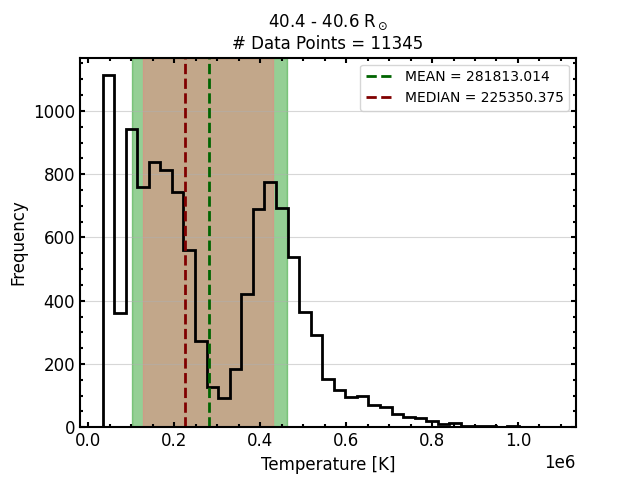 40.4 - 40.6 R⊙
# Data Points = 11345
MEAN = 281813.014
MEDIAN = 225350.375
Frequency
1000
800
600
400
200
0
0.0 0.2 0.4 0.6 0.8 1.0
1e6
Temperature [K]